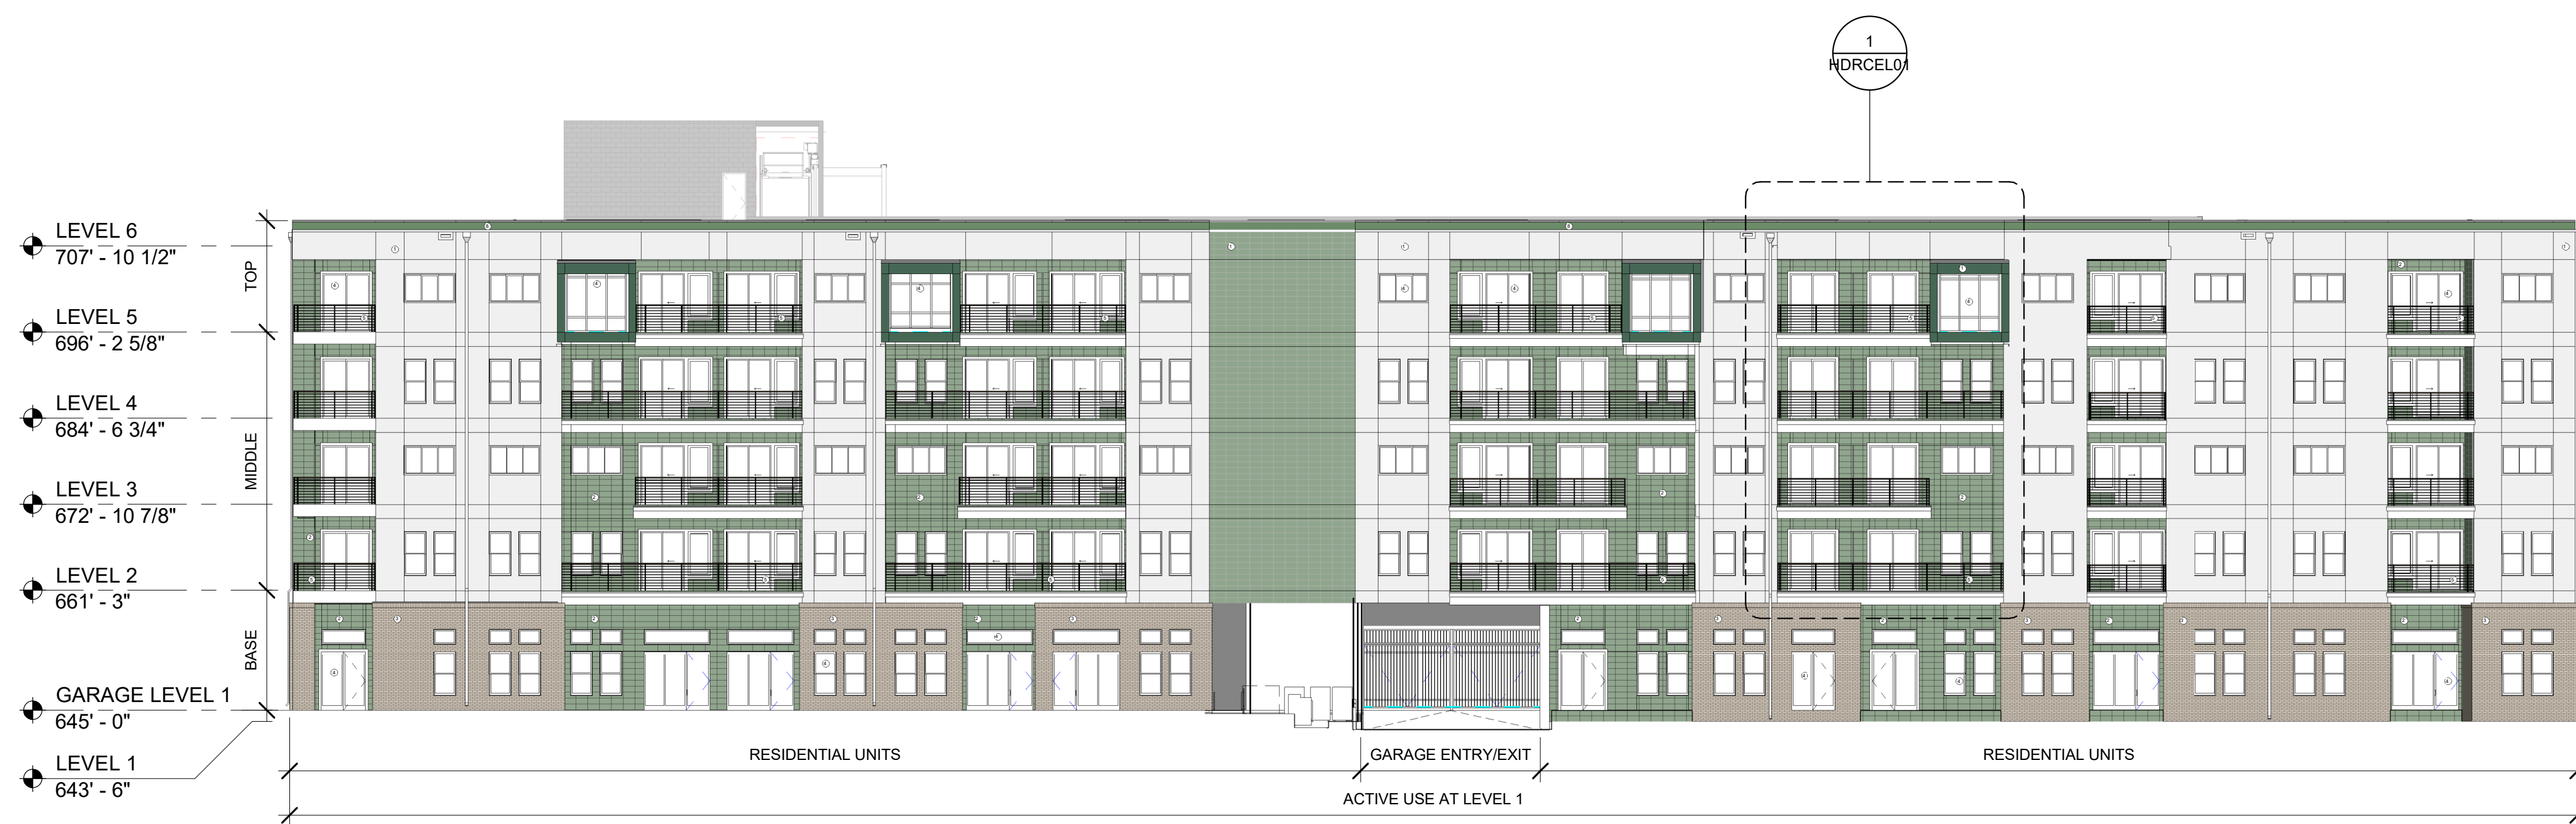 1
HDRCEL01
LEVEL 6
707' - 10 1/2"
TOP
LEVEL 5
696' - 2 5/8"
LEVEL 4
684' - 6 3/4"
MIDDLE
LEVEL 3
672' - 10 7/8"
LEVEL 2
661' - 3"
BASE
GARAGE LEVEL 1
645' - 0"
LEVEL 1
643' - 6"
RESIDENTIAL UNITS
GARAGE ENTRY/EXIT
RESIDENTIAL UNITS
ACTIVE USE AT LEVEL 1